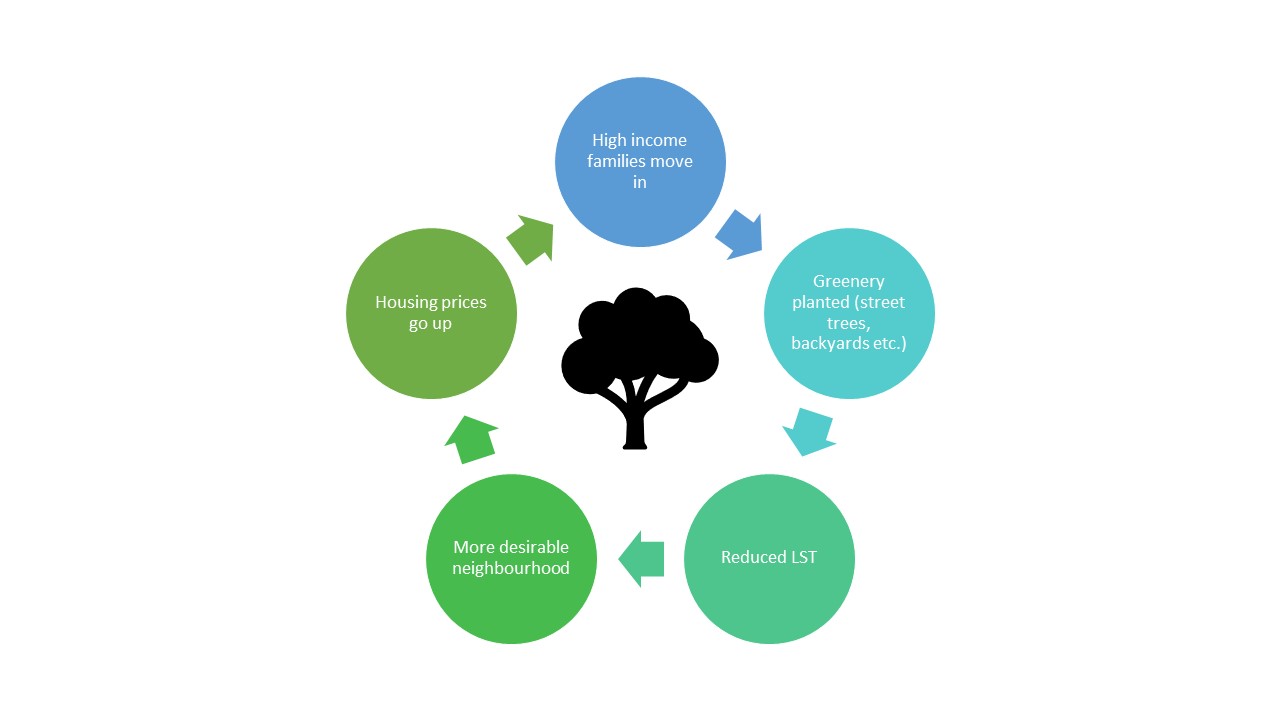 High income
families move
in
Greenery
planted (street
trees,
backyards etc.)
Reduced LST
More desirable
neighbourhood
Housing prices
go up